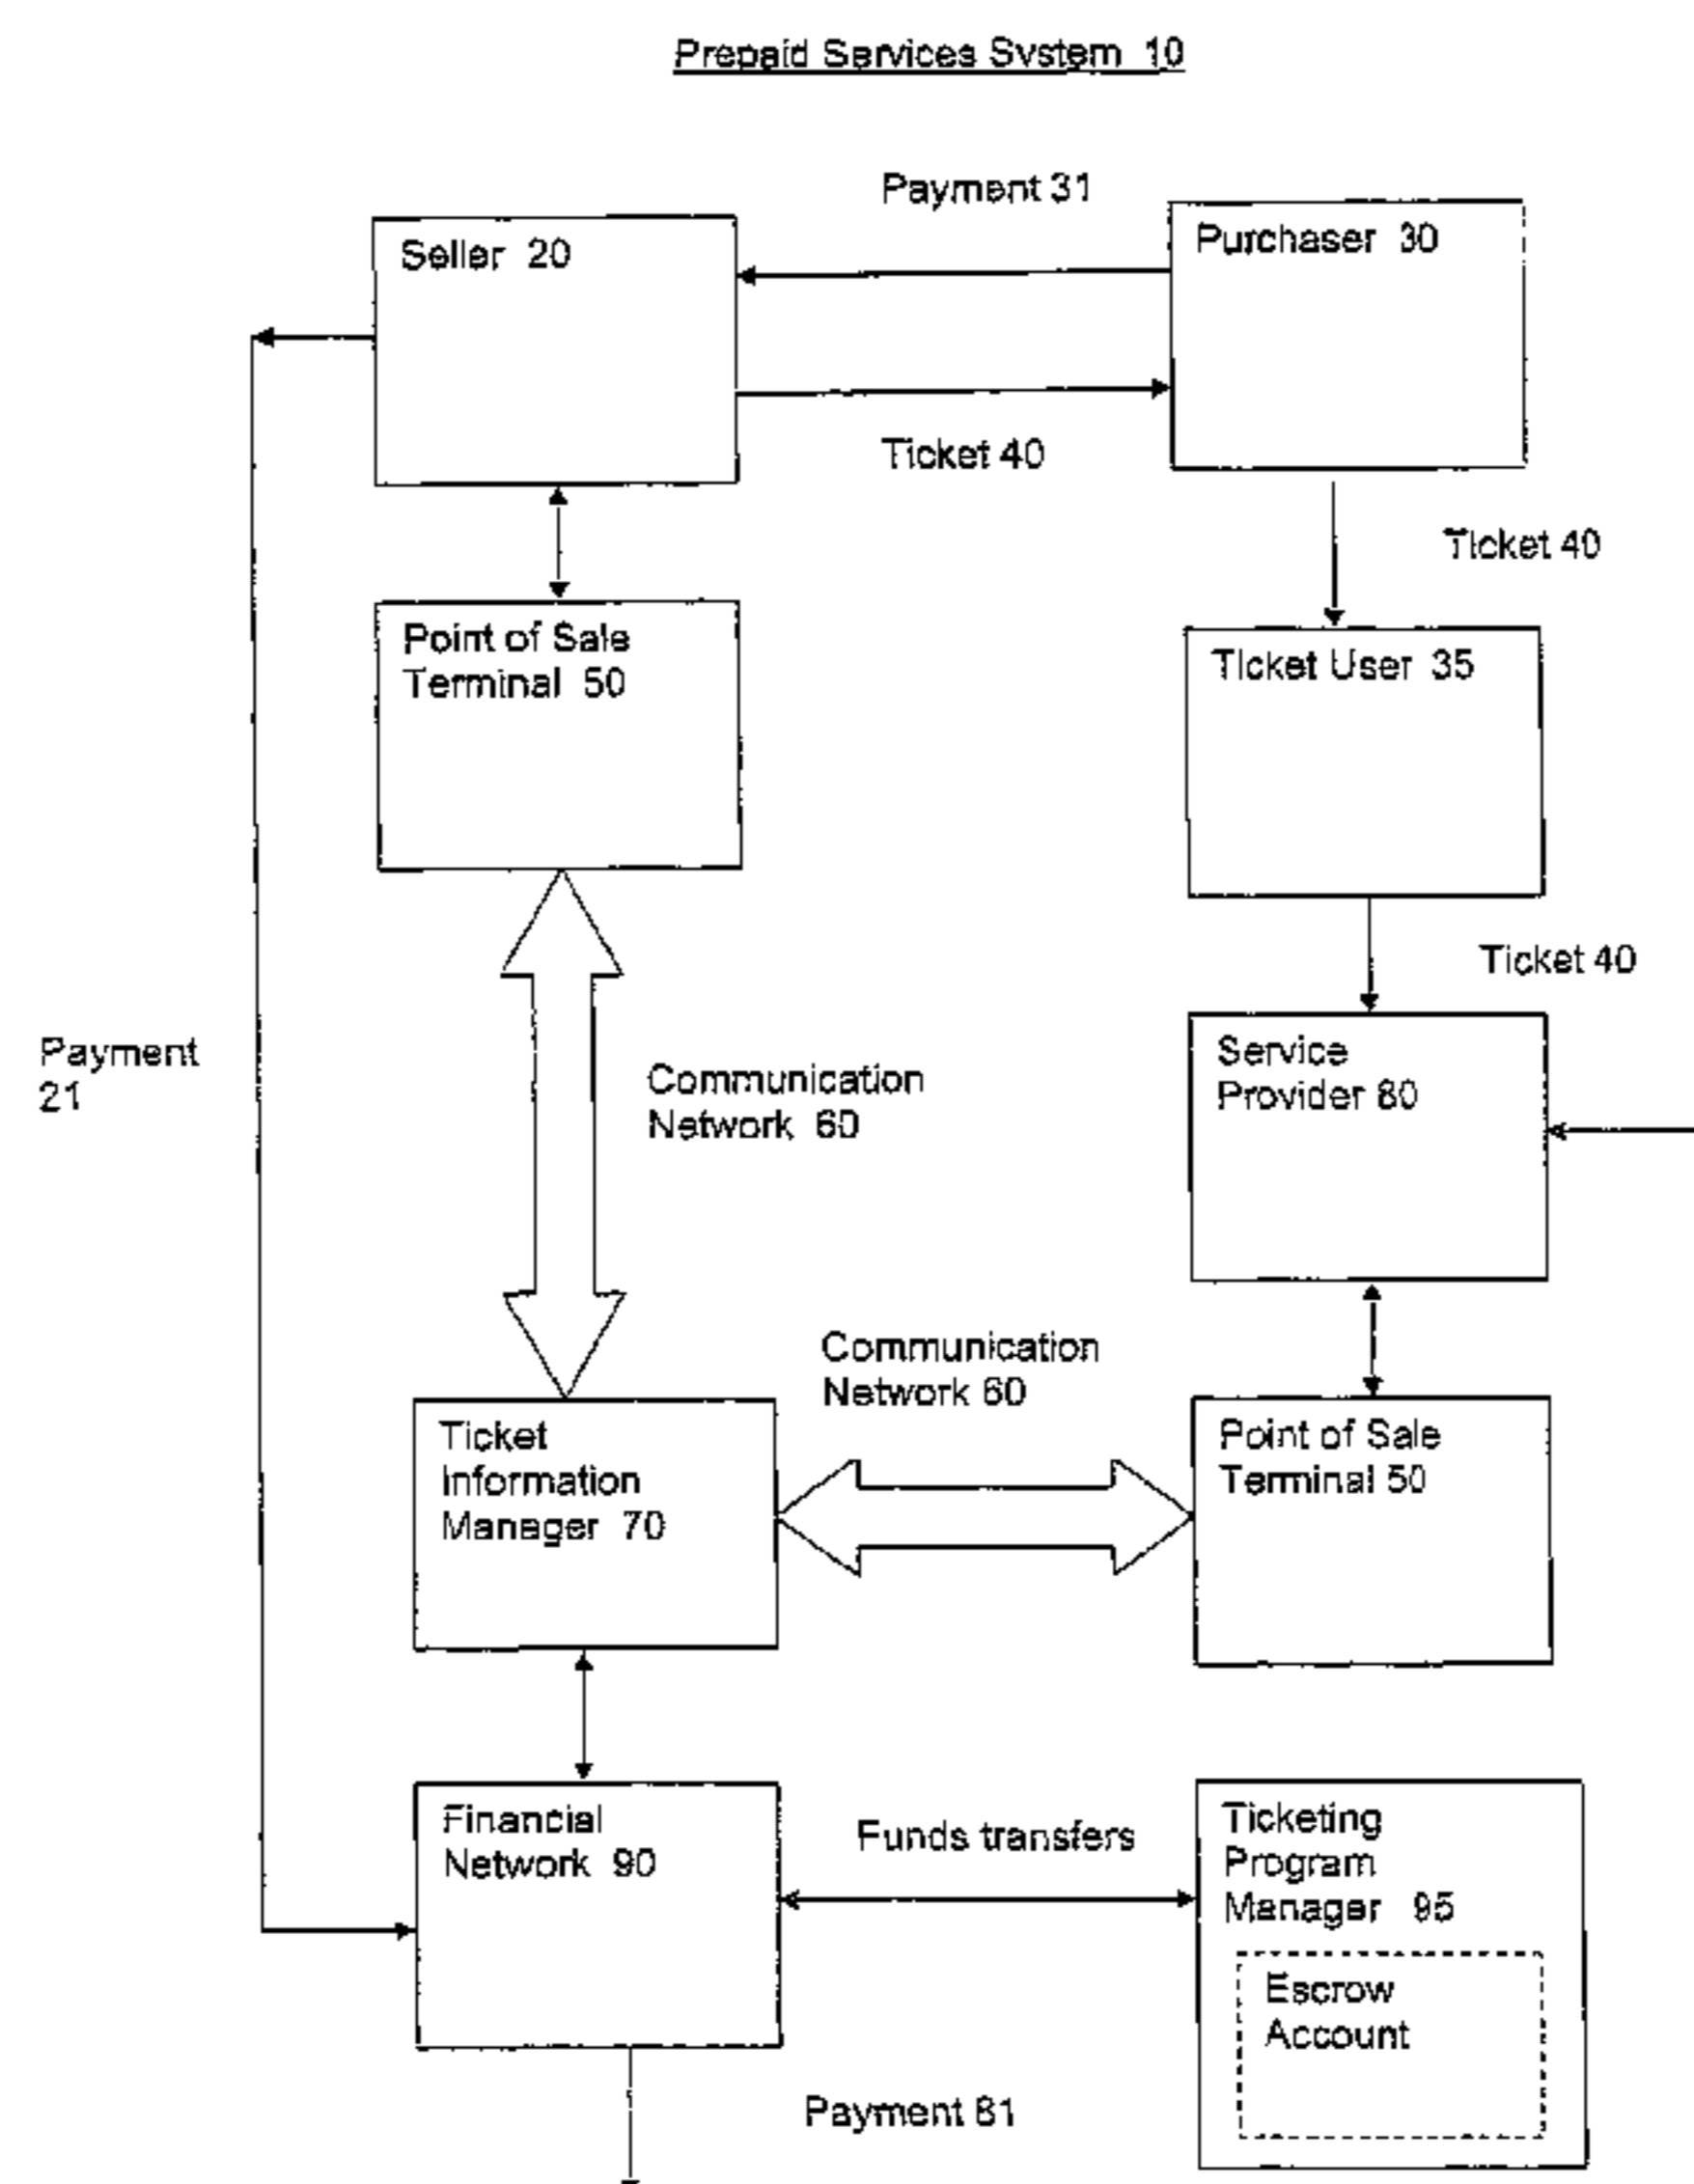 Prepaid Services System 10
Payment 31
Seller 20
Purchaser 30
Ticket 40
Ticket 40
Point of Sale
Terminal 50
Ticket User 35
Ticket 40
Payment
21
Communication
Network 60
Service
Provider 80
Communication
Network 60
Ticket
Information
Manager 70
Point of Sale
Terminal 50
Financial
Network 90
Funds transfers
Ticketing
Program
Manager 95
Escrow
Account
Payment 81